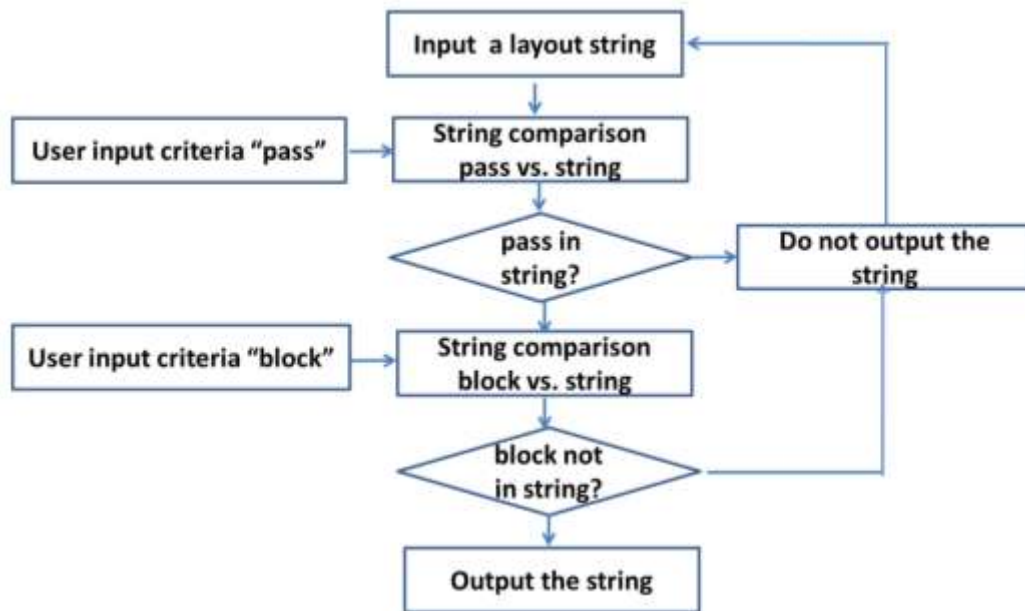 Input a layout string
String comparison
pass vs. string
User input criteria “pass”
pass in
string?
Do not output the
string
String comparison
block vs. string
User input criteria “block”
block not
in string?
Output the string